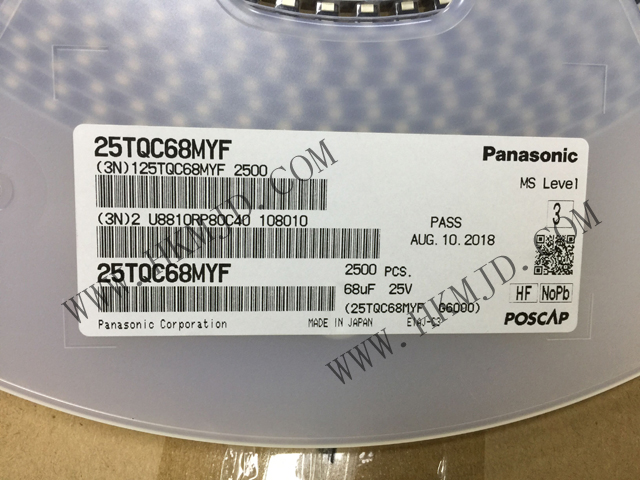 25TQC68MYF
(3N)125TQC68MYF 2500
Panasonic
MS Level
3
(3N)2 U8810RP80C40 108010
PASS
AUG.10.2018
25TQC68MYF
2500 PCS.
68uF 25V
HF NoPb
(25TQC68MYF G6000)
POSCAP
Panasonic Corporation
MADE IN JAPAN
WWW.HKMJD.COM
WWW.HKMJD.COM